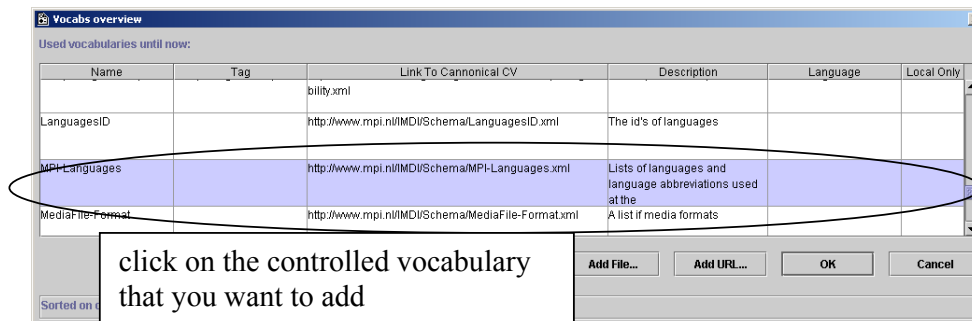 Vocabs overview
Used vocabularies until now:
Name Tag Link To Cannonical CV Description Language Local Only
bility.xml
LanguagesID http://www.mpi.nl/IMDI/Schema/LanguagesID.xml The id's of languages
MPI-Languages http://www.mpi.nl/IMDI/Schema/MPI-Languages.xml Lists of languages and
language abbreviations used
at the
MediaFile-Format http://www.mpi.nl/IMDI/Schema/MediaFile-Format.xml A list if media formats
click on the controlled vocabulary
that you want to add
Add File... Add URL... OK Cancel
Sorted on